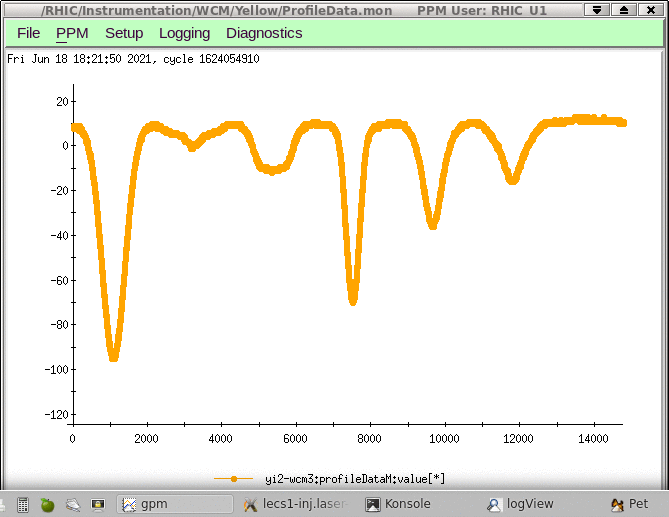 /RHIC/Instrumentation/WCM/Yellow/ProfileData.mon PPM User: RHIC_U1
File PPM Setup Logging Diagnostics
Fri Jun 18 18:21:50 2021, cycle 1624054910
20
0
-20
-40
-60
-80
-100
-120
0 2000 4000 6000 8000 10000 12000 14000
yi2-wcm3:profileDataM:value[*]
gpm lecs1-inj.laser Konsole logView Pet